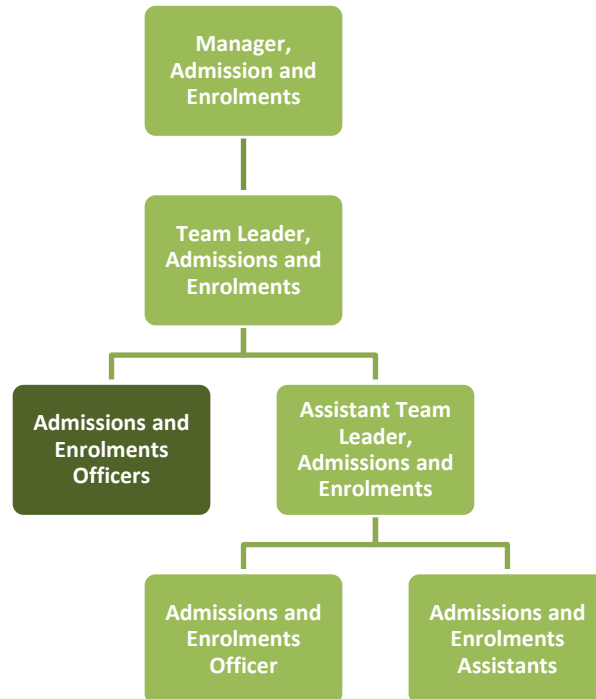 Manager,
Admission and
Enrolments
Team Leader,
Admissions and
Enrolments
Admissions and
Enrolments
Officers
Assistant Team
Leader,
Admissions and
Enrolments
Admissions and
Enrolments
Officer
Admissions and
Enrolments
Assistants